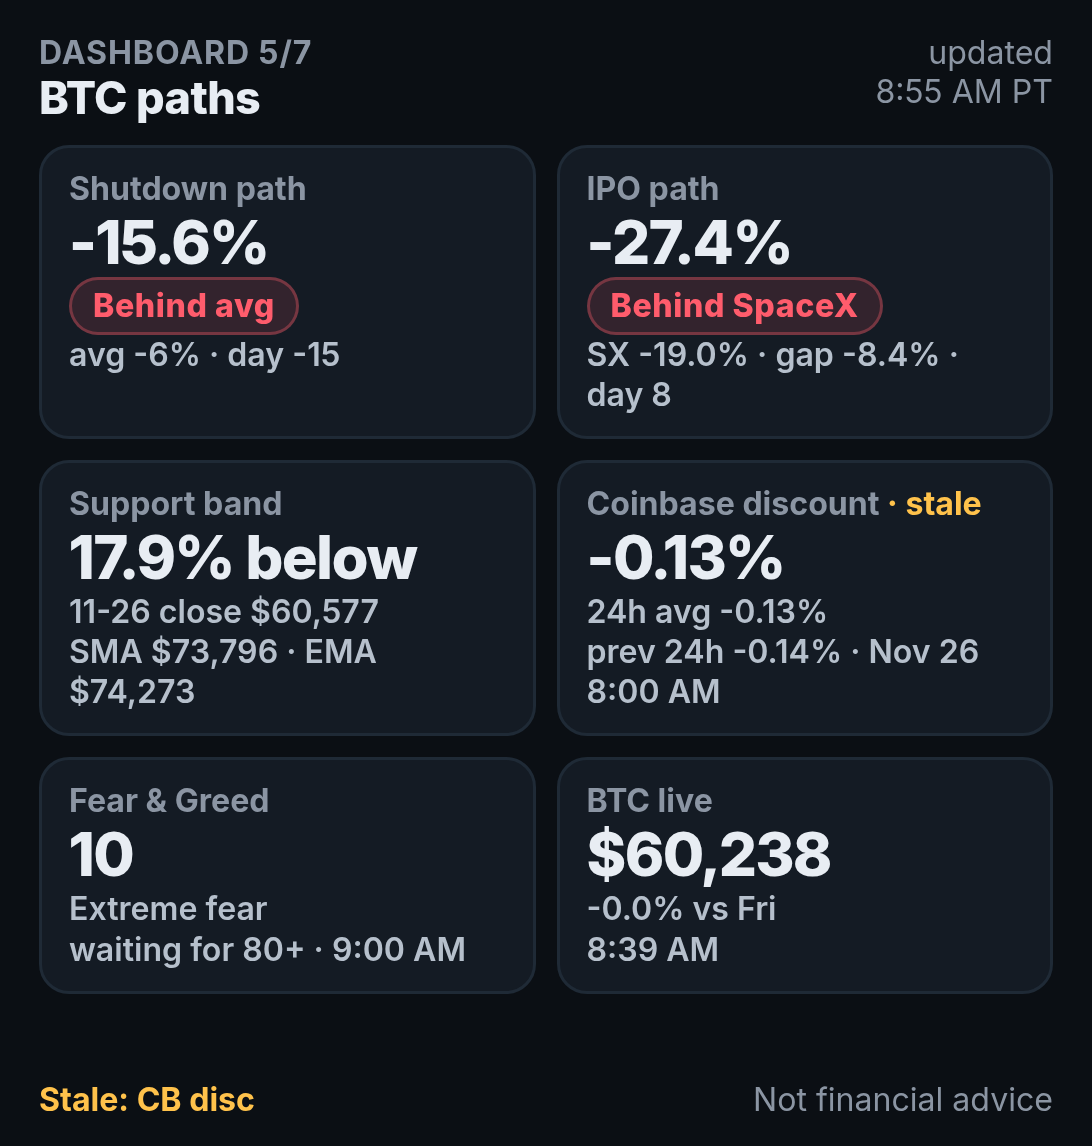 DASHBOARD 5/7
BTC paths
updated
8:55 AM PT
Shutdown path
-15.6%
Behind avg
avg -6% · day -15
IPO path
-27.4%
Behind SpaceX
SX -19.0% · gap -8.4% ·
day 8
Support band
17.9% below
11-26 close $60,577
SMA $73,796 · EMA
$74,273
Coinbase discount · stale
-0.13%
24h avg -0.13%
prev 24h -0.14% · Nov 26
8:00 AM
Fear & Greed
10
Extreme fear
waiting for 80+ · 9:00 AM
BTC live
$60,238
-0.0% vs Fri
8:39 AM
Stale: CB disc
Not financial advice